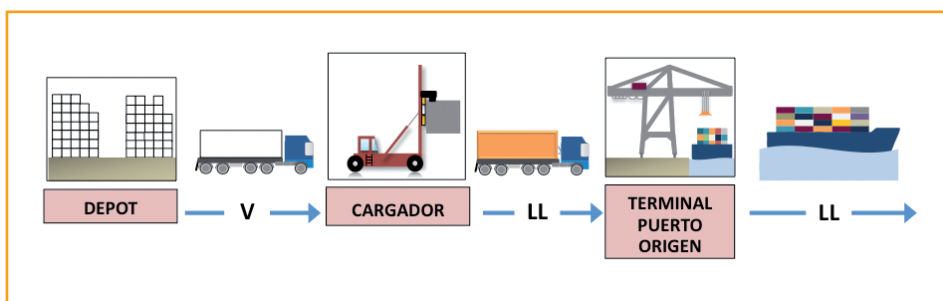 DEPOT
V
CARGADOR
LL
TERMINAL
PUERTO
ORIGEN
LL